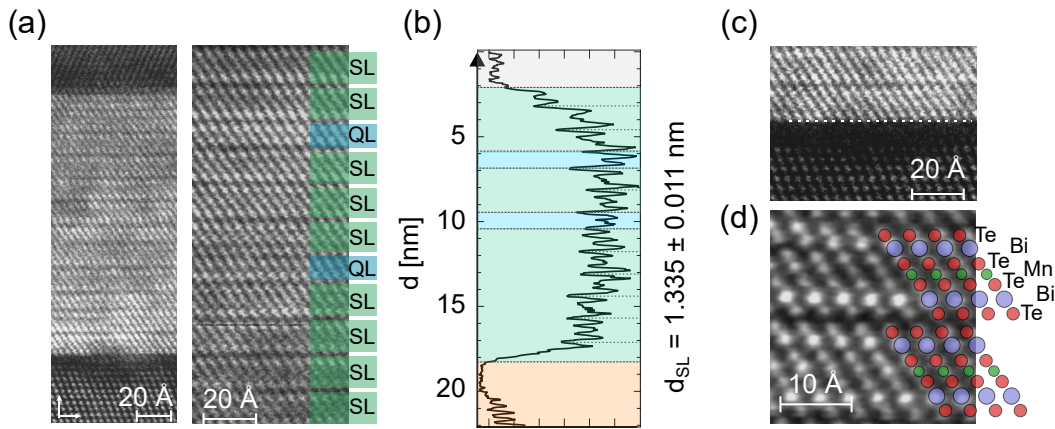 (a)
20 Å
SL
SL
QL
SL
SL
SL
QL
SL
SL
SL
SL
20 Å
(b)
d [nm]
5
10
15
20
d_SL = 1.335 ± 0.011 nm
(c)
20 Å
(d)
Te
Bi
Te
Mn
Te
Bi
Te
10 Å